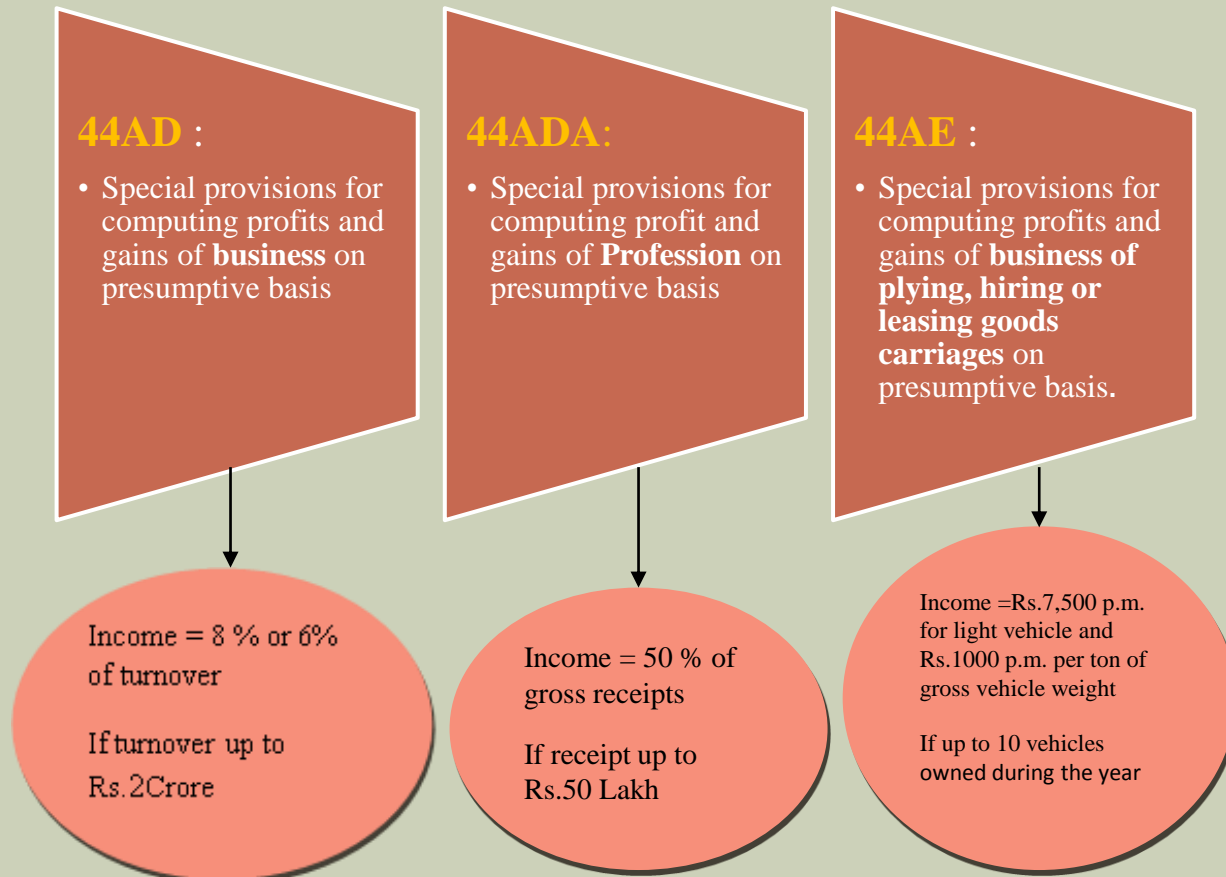 44AD :
• Special provisions for
computing profits and
gains of business on
presumptive basis
Income = 8 % or 6%
of turnover
If turnover up to
Rs.2Crore
44ADA:
• Special provisions for
computing profit and
gains of Profession on
presumptive basis
Income = 50 % of
gross receipts
If receipt up to
Rs.50 Lakh
44AE :
• Special provisions for
computing profits and
gains of business of
plying, hiring or
leasing goods
carriages on
presumptive basis.
Income =Rs.7,500 p.m.
for light vehicle and
Rs.1000 p.m. per ton of
gross vehicle weight
If up to 10 vehicles
owned during the year